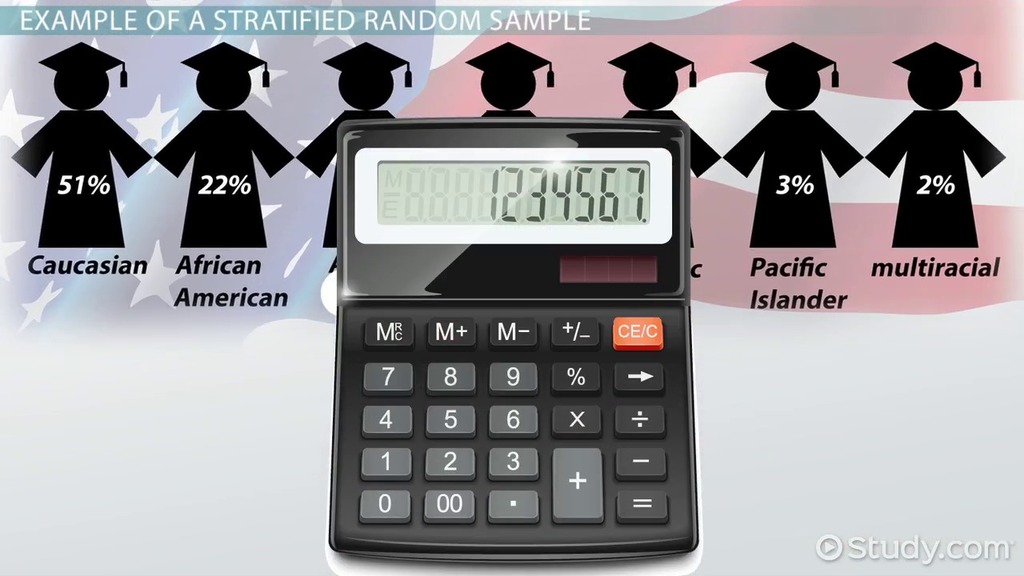 EXAMPLE OF A STRATIFIED RANDOM SAMPLE
51% 22% 3% 2%
Caucasian African American Pacific Islander multiracial
1234567.
M
E
MRC M+ M− +/− CE/C
7 8 9 % →
4 5 6 X ÷
1 2 3 + −
0 00 . =
Study.com